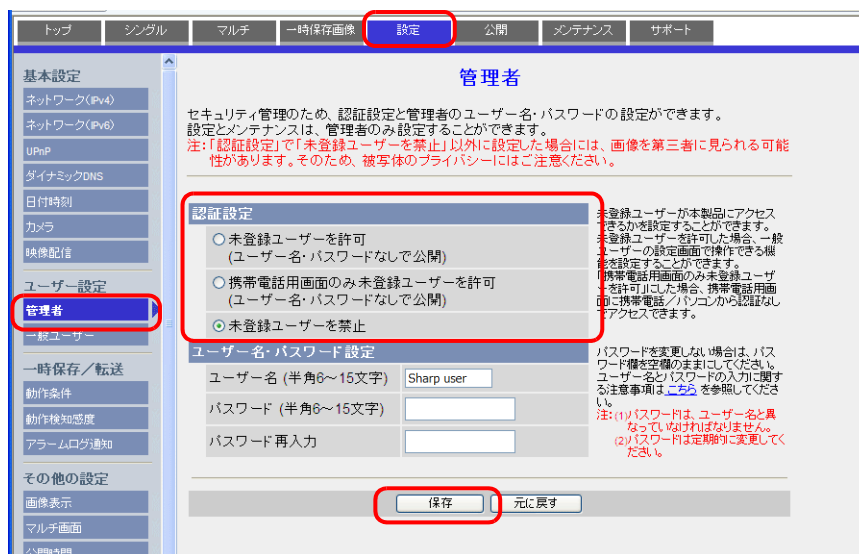 トップ
シングル
マルチ
一時保存画像
設定
公開
メンテナンス
サポート
基本設定
ネットワーク(IPv4)
ネットワーク(IPv6)
UPnP
ダイナミックDNS
日付時刻
カメラ
映像配信
ユーザー設定
管理者
一般ユーザー
一時保存／転送
動作条件
動作検知感度
アラームログ通知
その他の設定
画像表示
マルチ画面
公開時間
管理者
セキュリティ管理のため、認証設定と管理者のユーザー名・パスワードの設定ができます。
設定とメンテナンスは、管理者のみ設定することができます。
注:「認証設定」で「未登録ユーザーを禁止」以外に設定した場合には、画像を第三者に見られる可能
性があります。そのため、被写体のプライバシーにはご注意ください。
認証設定
未登録ユーザーを許可
(ユーザー名・パスワードなしで公開)
携帯電話用画面のみ未登録ユーザーを許可
(ユーザー名・パスワードなしで公開)
未登録ユーザーを禁止
未登録ユーザーが本製品にアクセス
できるかを設定することができます。
未登録ユーザーを許可した場合、一般
ユーザーの設定画面で操作できる機
能を設定することができます。
「携帯電話用画面のみ未登録ユーザ
ーを許可」にした場合、携帯電話用画
面に携帯電話／パソコンから認証なし
でアクセスできます。
ユーザー名・パスワード設定
ユーザー名 (半角6～15文字)
Sharp user
パスワード (半角6～15文字)
パスワード再入力
パスワードを変更しない場合は、パス
ワード欄を空欄のままにしてください。
ユーザー名とパスワードの入力に関す
る注意事項は こちら を参照してくださ
い。
注:(1)パスワードは、ユーザー名と異
なっていなければなりません。
(2)パスワードは定期的に変更してく
ださい。
保存
元に戻す